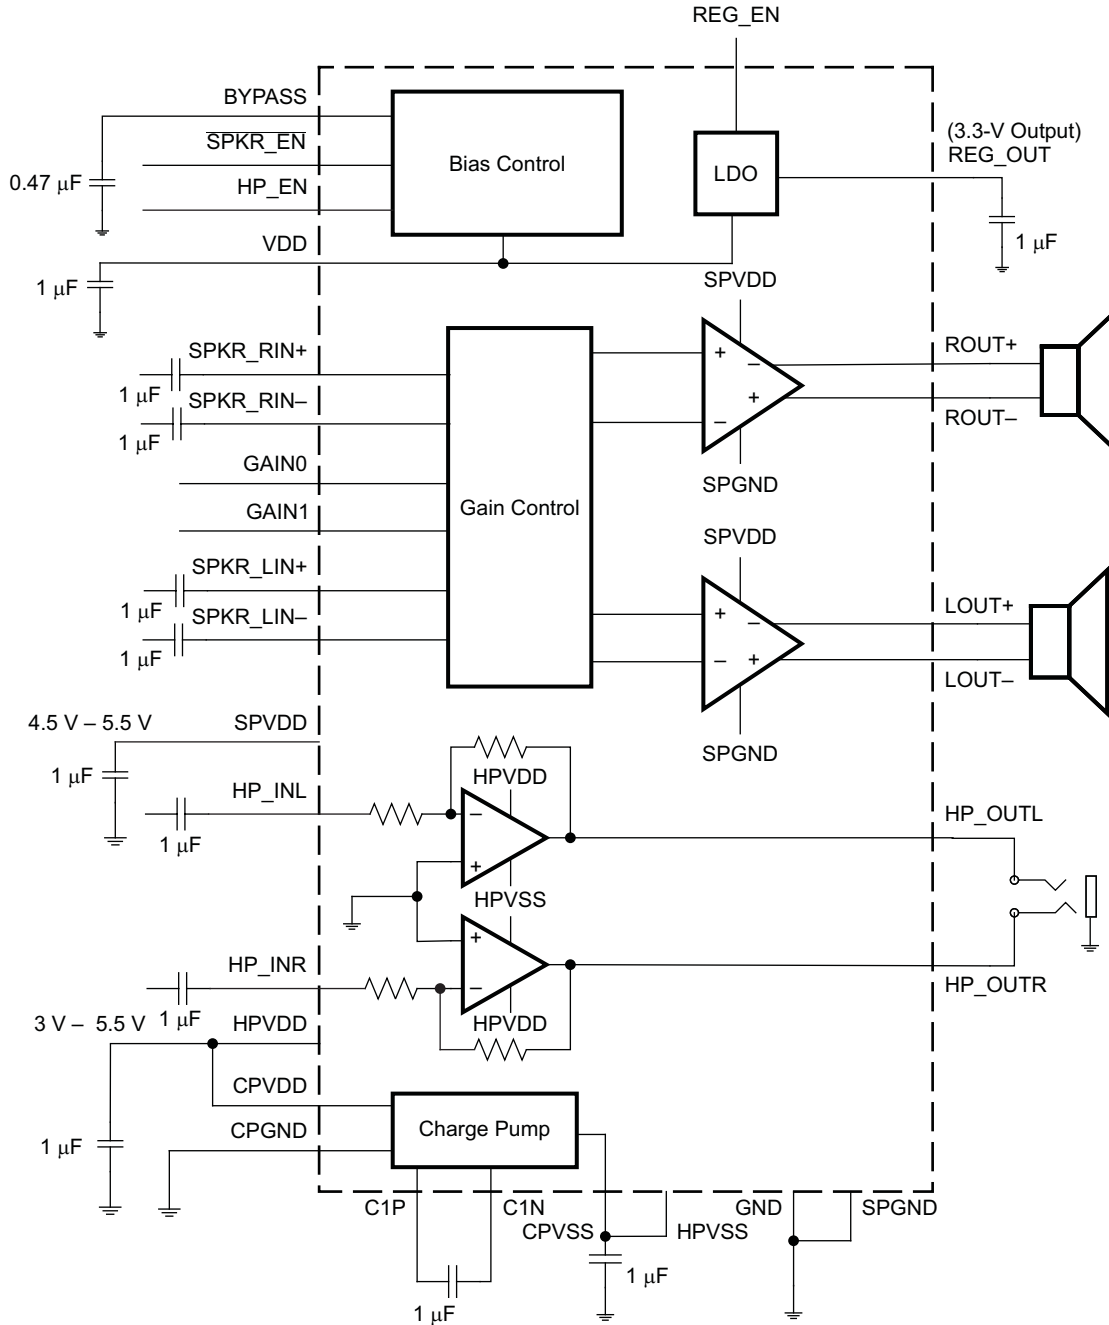 REG_EN
BYPASS
SPKR_EN
HP_EN
0.47 µF
Bias Control
LDO
(3.3-V Output)
REG_OUT
1 µF
VDD
1 µF
SPVDD
SPKR_RIN+
1 µF
SPKR_RIN–
1 µF
GAIN0
GAIN1
Gain Control
+
–
–
+
ROUT+
ROUT–
SPGND
SPVDD
SPKR_LIN+
1 µF
SPKR_LIN–
1 µF
+
–
–
+
LOUT+
LOUT–
SPGND
4.5 V – 5.5 V
SPVDD
1 µF
HP_INL
1 µF
HPVDD
–
+
HPVSS
HP_OUTL
+
–
HPVDD
HP_INR
1 µF
HP_OUTR
3 V – 5.5 V
HPVDD
CPVDD
CPGND
1 µF
Charge Pump
C1P
C1N
1 µF
CPVSS
HPVSS
1 µF
GND
SPGND